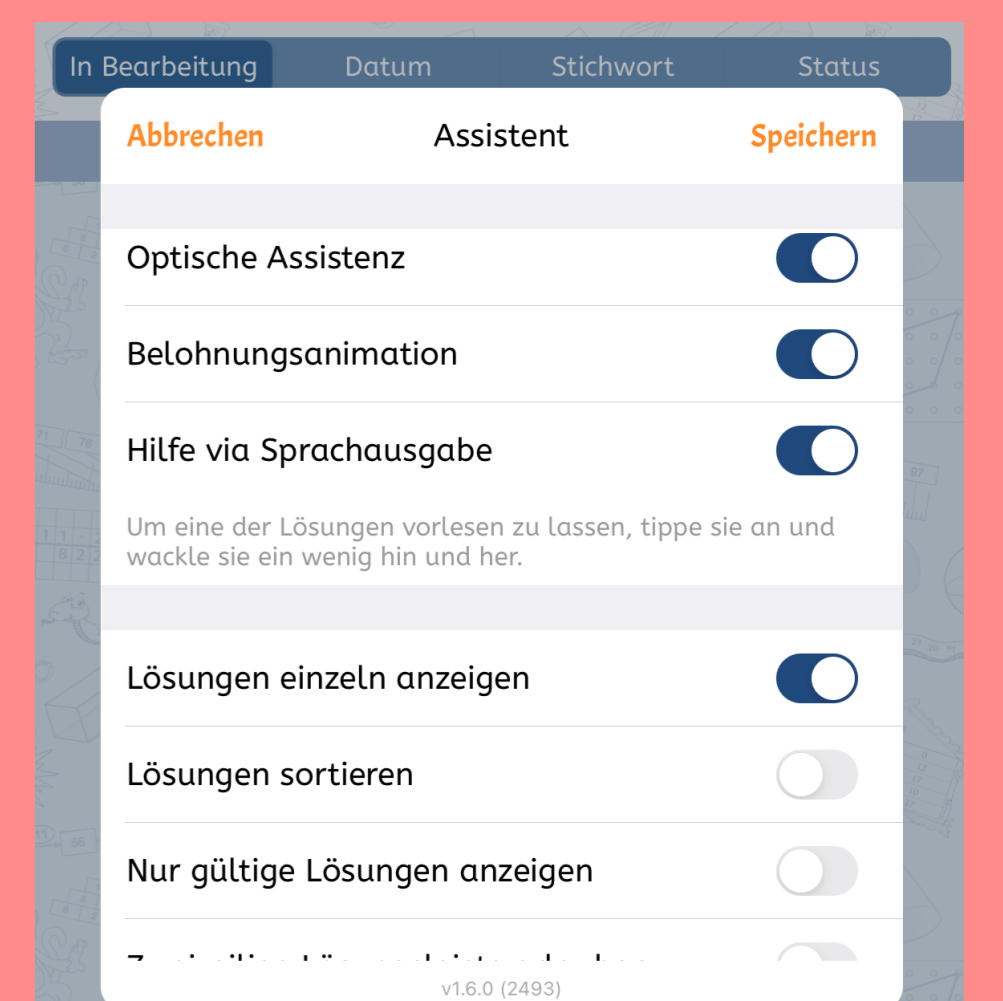 In Bearbeitung Datum Stichwort Status
Abbrechen Assistent Speichern
Optische Assistenz
Belohnungsanimation
Hilfe via Sprachausgabe
Um eine der Lösungen vorlesen zu lassen, tippe sie an und
wackle sie ein wenig hin und her.
Lösungen einzeln anzeigen
Lösungen sortieren
Nur gültige Lösungen anzeigen
v1.6.0 (2493)